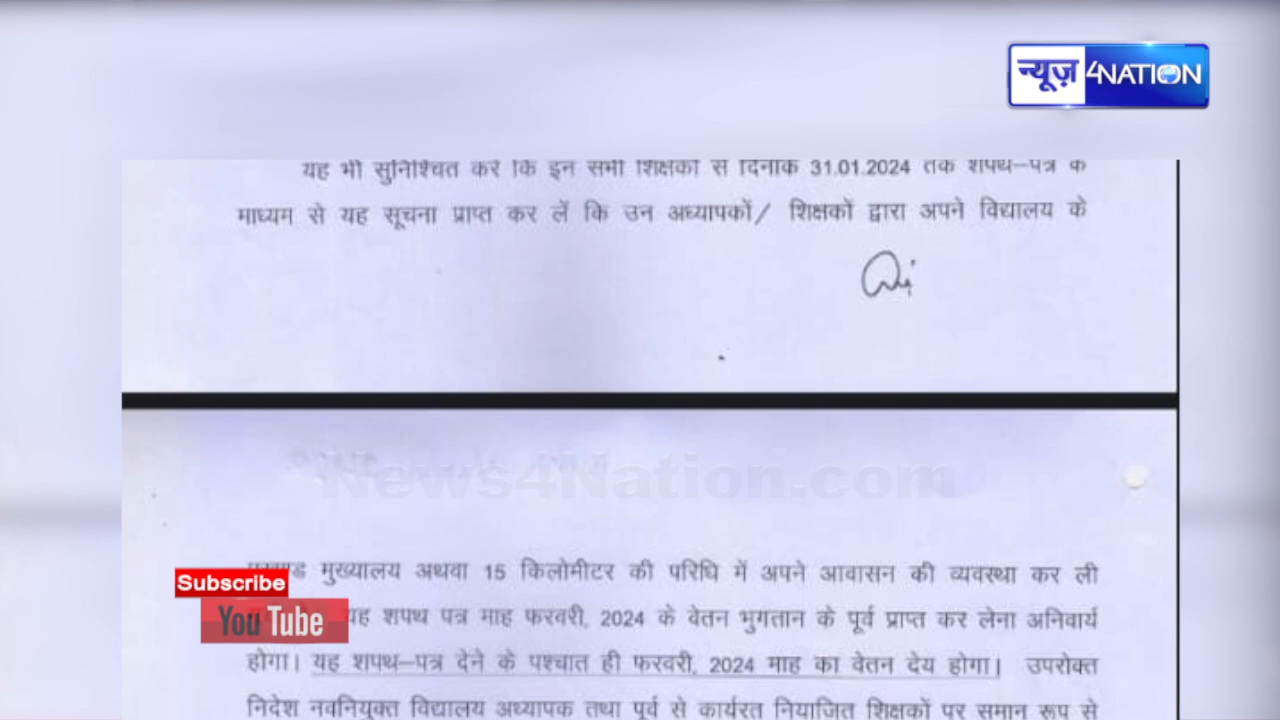 न्यूज़ 4NATION
यह भी सुनिश्चित करें कि इन सभी शिक्षकों से दिनांक 31.01.2024 तक शपथ–पत्र के
माध्यम से यह सूचना प्राप्त कर लें कि उन अध्यापकों/ शिक्षकों द्वारा अपने विद्यालय के
News4Nation.com
मुख्यालय अथवा 15 किलोमीटर की परिधि में अपने आवासन की व्यवस्था कर ली
Subscribe
यह शपथ पत्र माह फरवरी, 2024 के वेतन भुगतान के पूर्व प्राप्त कर लेना अनिवार्य
YouTube
होगा। यह शपथ–पत्र देने के पश्चात ही फरवरी, 2024 माह का वेतन देय होगा। उपरोक्त
निदेश नवनियुक्त विद्यालय अध्यापक तथा पूर्व से कार्यरत नियोजित शिक्षकों पर समान रूप से